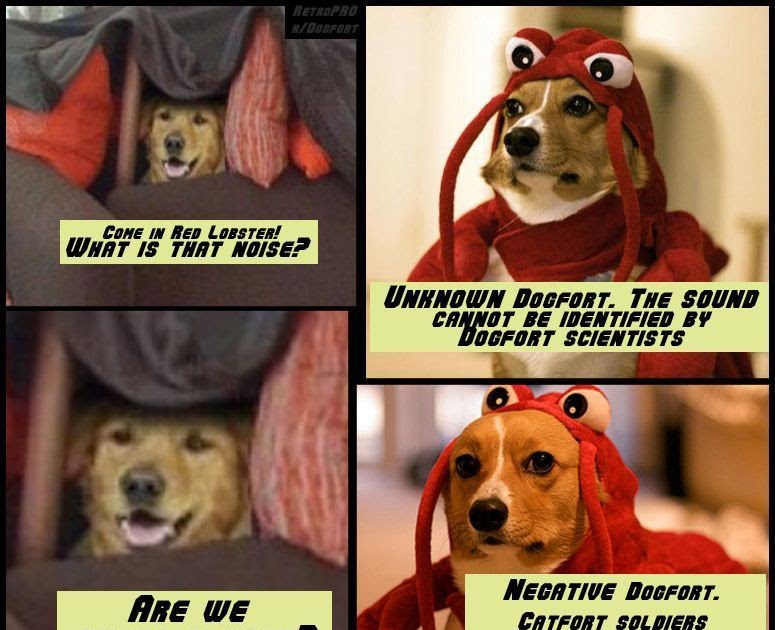 RetroPRO
r/Dogfort
Come in Red Lobster!
What is that noise?
Unknown Dogfort. The sound
cannot be identified by
Dogfort scientists
Are we
Negative Dogfort.
Catfort soldiers